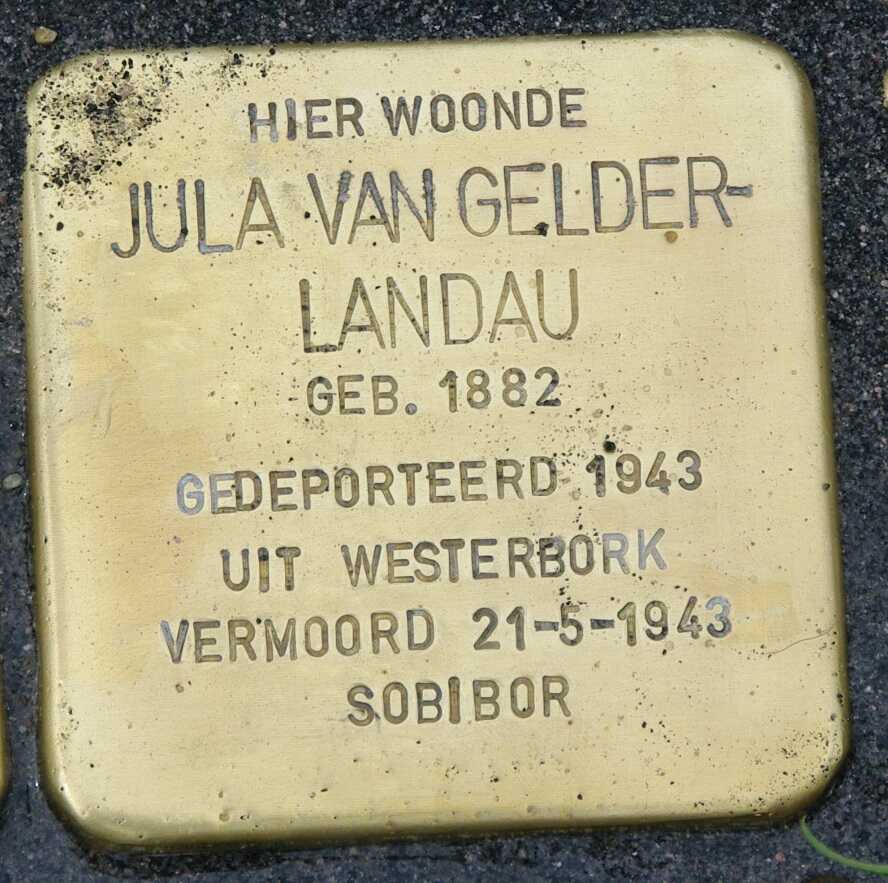 HIER WOONDE
JULA VAN GELDER-
LANDAU
GEB. 1882
GEDEPORTEERD 1943
UIT WESTERBORK
VERMOORD 21-5-1943
SOBIBOR